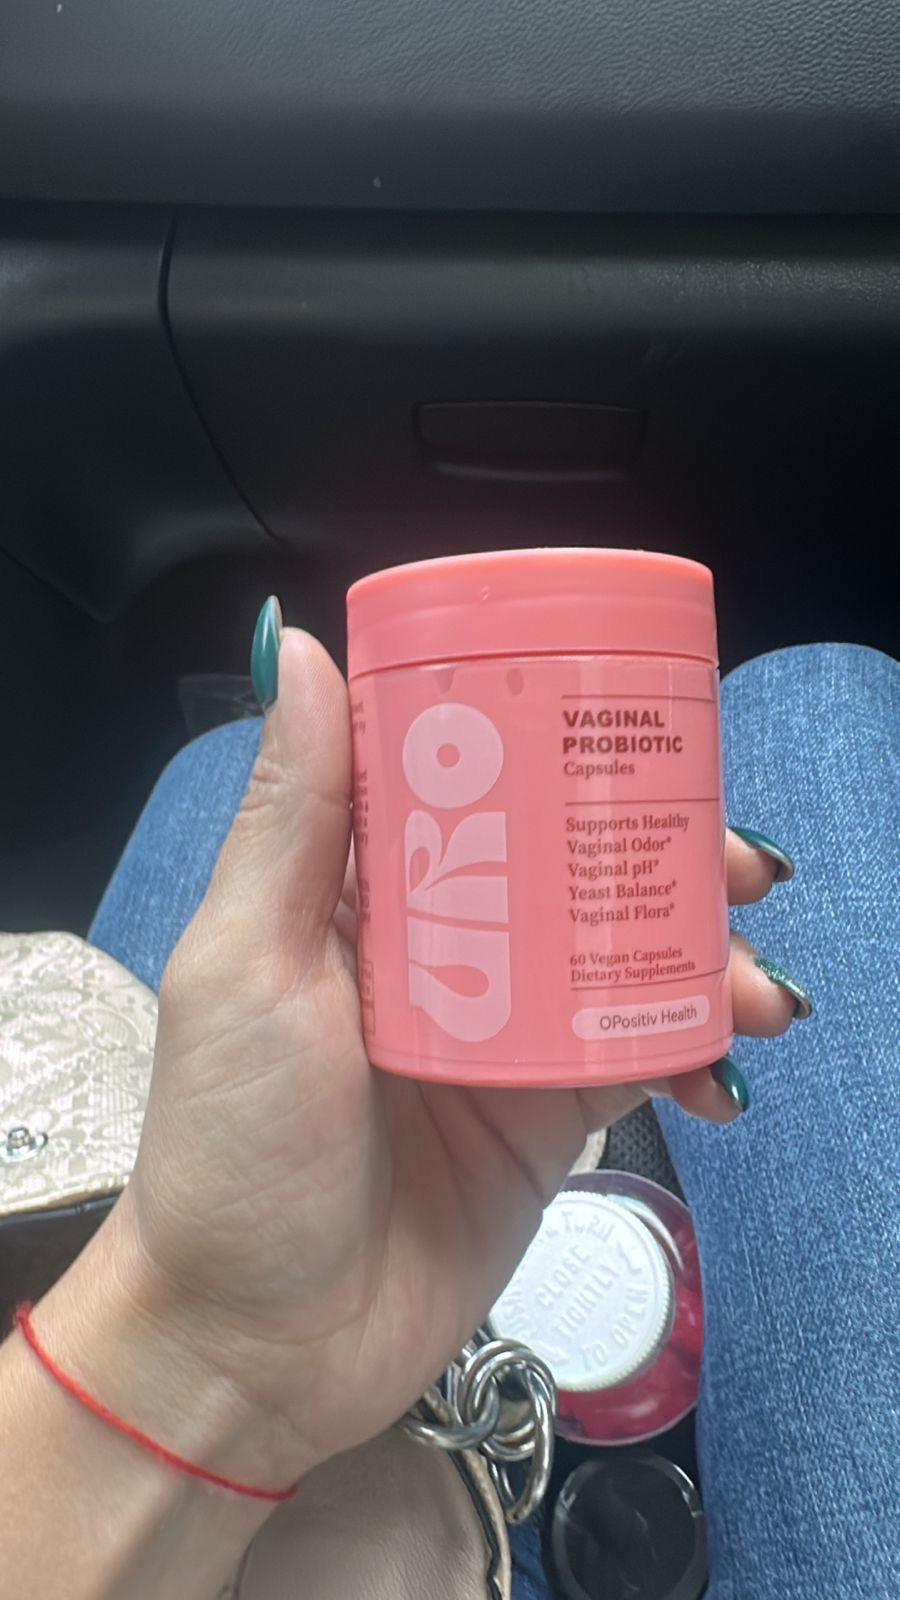 URO
VAGINAL
PROBIOTIC
Capsules
Supports Healthy
Vaginal Odor*
Vaginal pH*
Yeast Balance*
Vaginal Flora*
60 Vegan Capsules
Dietary Supplements
OPositiv Health
TURN
CLOSE
TIGHTLY
TO OPEN